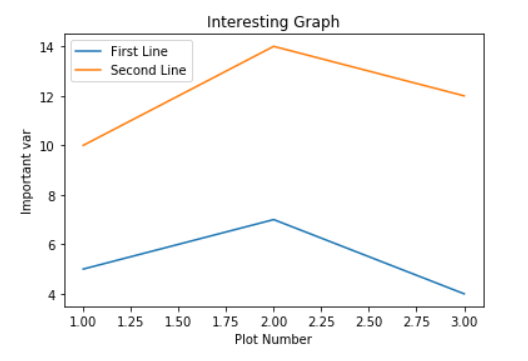 Interesting Graph
First Line
Second Line
14
12
10
8
6
4
Important var
1.00 1.25 1.50 1.75 2.00 2.25 2.50 2.75 3.00
Plot Number